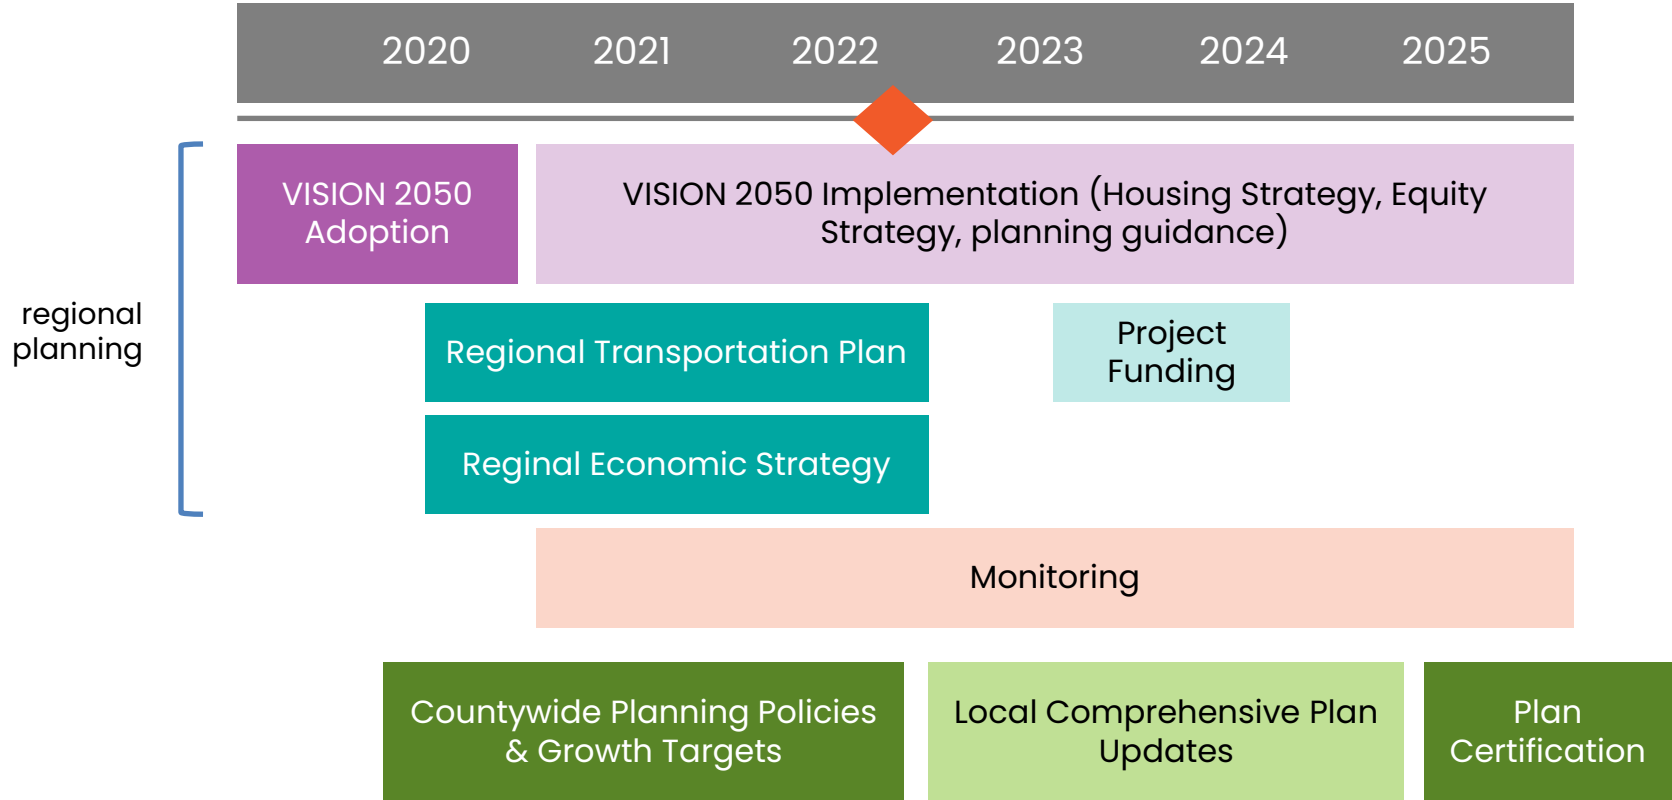 2020 2021 2022 2023 2024 2025
VISION 2050
Adoption
VISION 2050 Implementation (Housing Strategy, Equity
Strategy, planning guidance)
regional
planning
Regional Transportation Plan
Project
Funding
Reginal Economic Strategy
Monitoring
Countywide Planning Policies
& Growth Targets
Local Comprehensive Plan
Updates
Plan
Certification